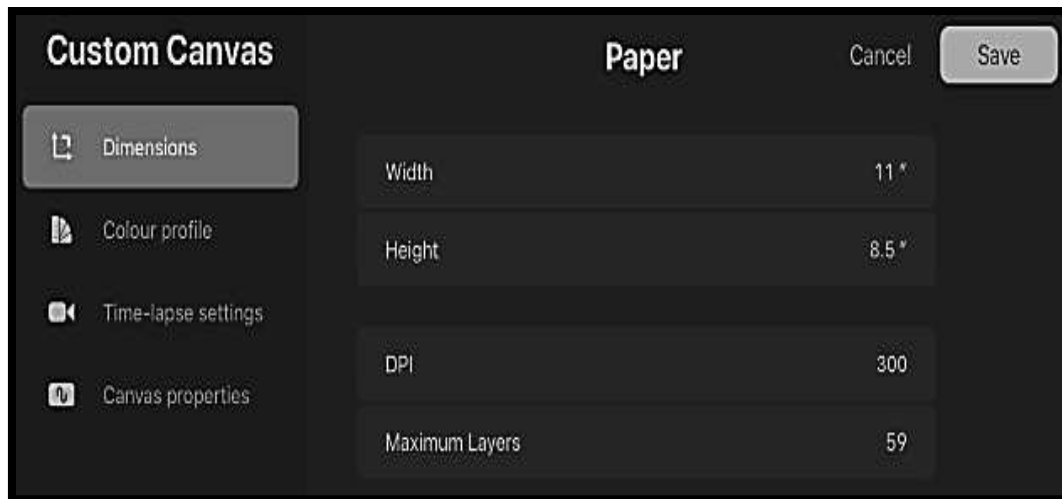 Custom Canvas
Paper
Cancel
Save
Dimensions
Colour profile
Time-lapse settings
Canvas properties
Width 11 "
Height 8.5 "
DPI 300
Maximum Layers 59